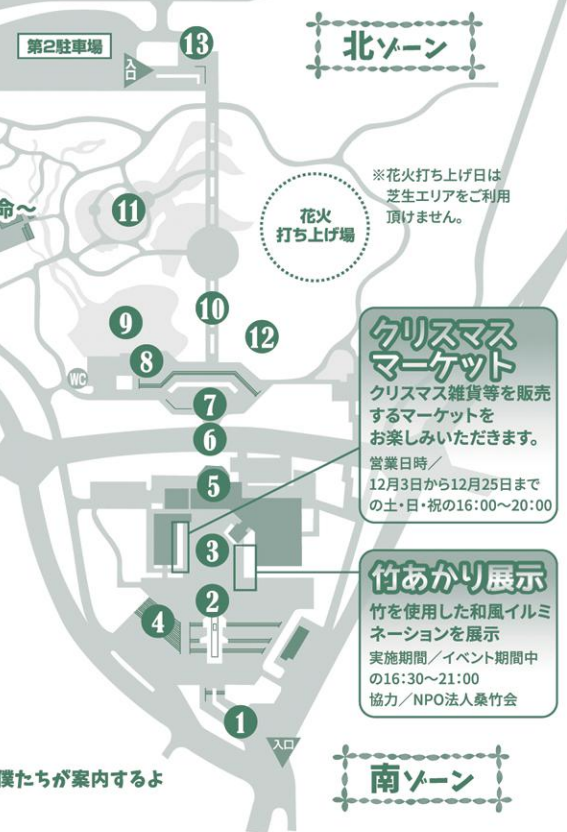 第2駐車場
13
北ゾーン
入口
※花火打ち上げ日は
芝生エリアをご利用
頂けません。
命〜
11
花火
打ち上げ場
10
9
12
8
WC
7
6
クリスマス
マーケット
クリスマス雑貨等を販売
するマーケットを
お楽しみいただきます。
営業日時／
12月3日から12月25日まで
の土・日・祝の16:00〜20:00
5
3
竹あかり展示
竹を使用した和風イルミ
ネーションを展示
実施期間／イベント期間中
の16:30〜21:00
協力／NPO法人桑竹会
2
4
1
入口
僕たちが案内するよ
南ゾーン